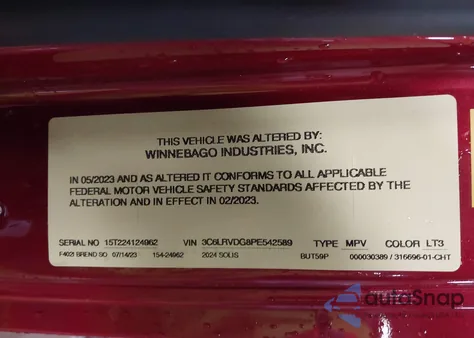 THIS VEHICLE WAS ALTERED BY:
WINNEBAGO INDUSTRIES, INC.
IN 05/2023 AND AS ALTERED IT CONFORMS TO ALL APPLICABLE
FEDERAL MOTOR VEHICLE SAFETY STANDARDS AFFECTED BY THE
ALTERATION AND IN EFFECT IN 02/2023.
SERIAL NO 15T224124962 VIN 3C6LRVDG8PE542589 TYPE MPV COLOR LT3
F402I BREND SO 07/14/23 154-24962 2024 SOLIS BUT59P 000030389 / 316696-01-CHT
autoSnap